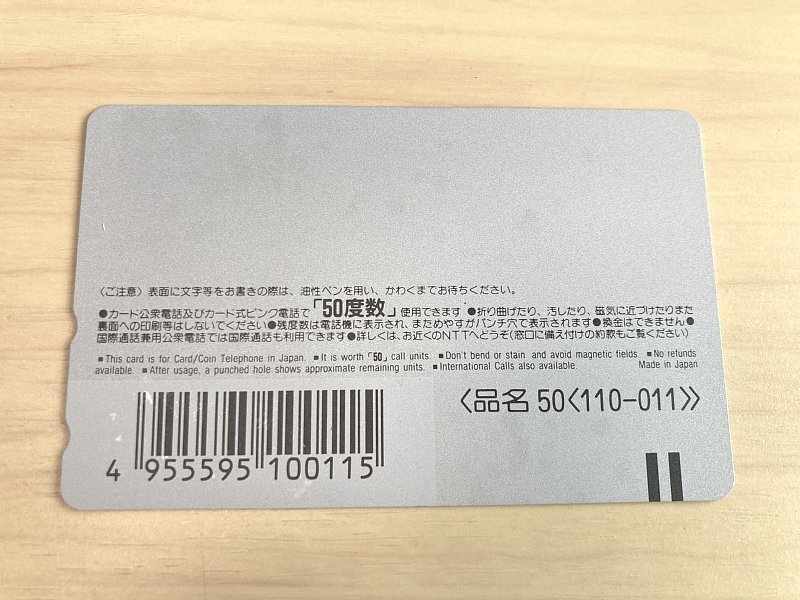 〈ご注意〉表面に文字等をお書きの際は、油性ペンを用い、かわくまでお待ちください。
●カード公衆電話及びカード式ピンク電話で「50度数」使用できます ●折り曲げたり、汚したり、磁気に近づけたりまた
裏面への印刷等はしないでください●残度数は電話機に表示され、まためやすがパンチ穴で表示されます●換金はできません●
国際通話兼用公衆電話では国際通話も利用できます●詳しくは、お近くのNTTへどうぞ(窓口に備え付けの約款もご覧ください)
■This card is for Card/Coin Telephone in Japan. ■It is worth「50」call units. ■Don't bend or stain and avoid magnetic fields. ■No refunds
available. ■After usage, a punched hole shows approximate remaining units. ■International Calls also available. Made in Japan
〈品名 50〈110-011〉〉
4 955595 100115